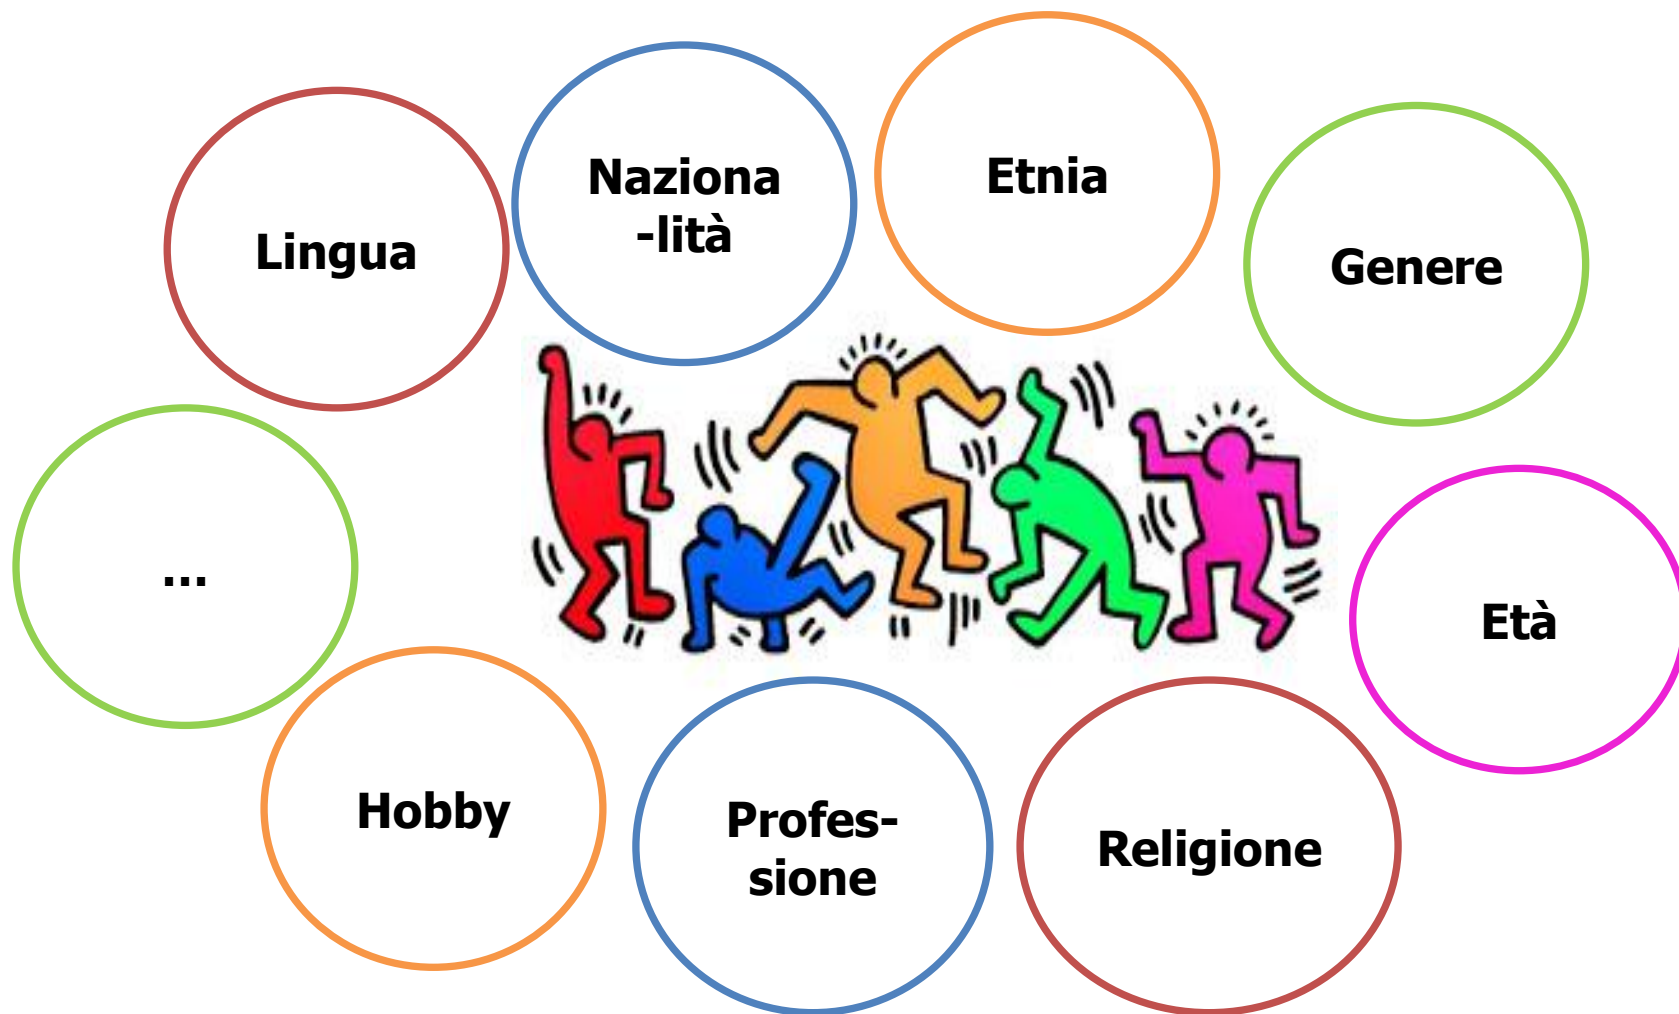 Lingua
Naziona
-lità
Etnia
Genere
...
Età
Hobby
Profes-
sione
Religione